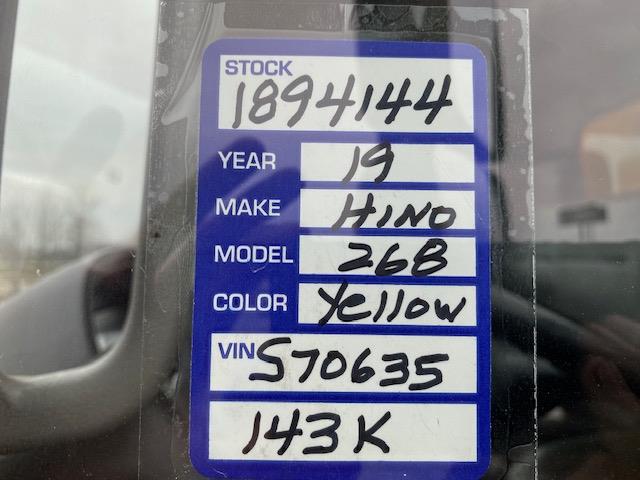 STOCK
1894144
YEAR 19
MAKE HINO
MODEL 268
COLOR Yellow
VIN S70635
143K